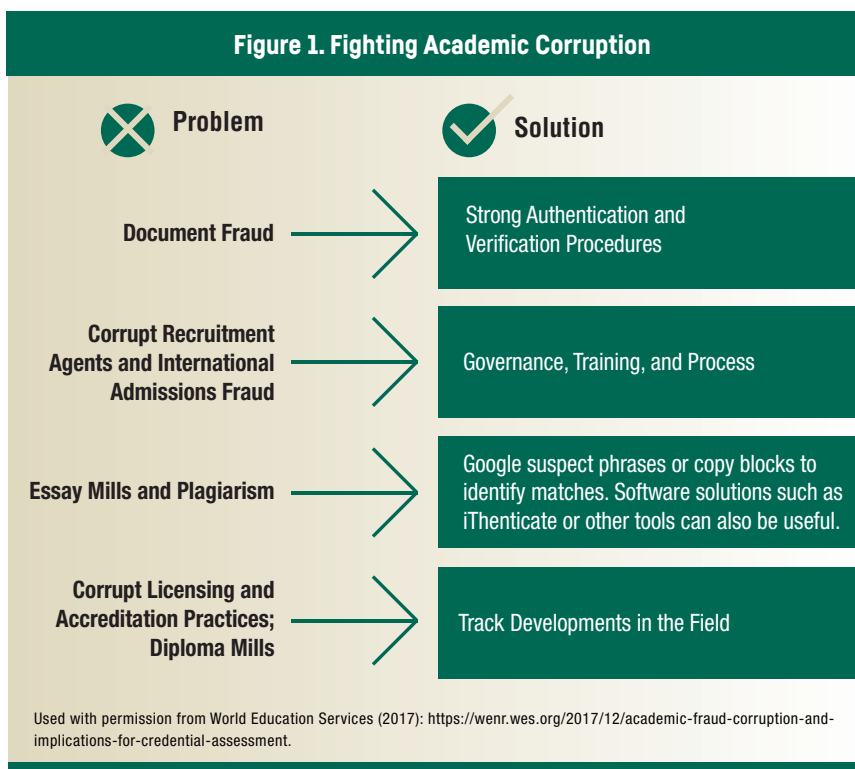 Figure 1. Fighting Academic Corruption
Problem
Solution
Document Fraud
Strong Authentication and
Verification Procedures
Corrupt Recruitment
Agents and International
Admissions Fraud
Governance, Training, and Process
Essay Mills and Plagiarism
Google suspect phrases or copy blocks to
identify matches. Software solutions such as
iThenticate or other tools can also be useful.
Corrupt Licensing and
Accreditation Practices;
Diploma Mills
Track Developments in the Field
Used with permission from World Education Services (2017): https://wenr.wes.org/2017/12/academic-fraud-corruption-and-
implications-for-credential-assessment.